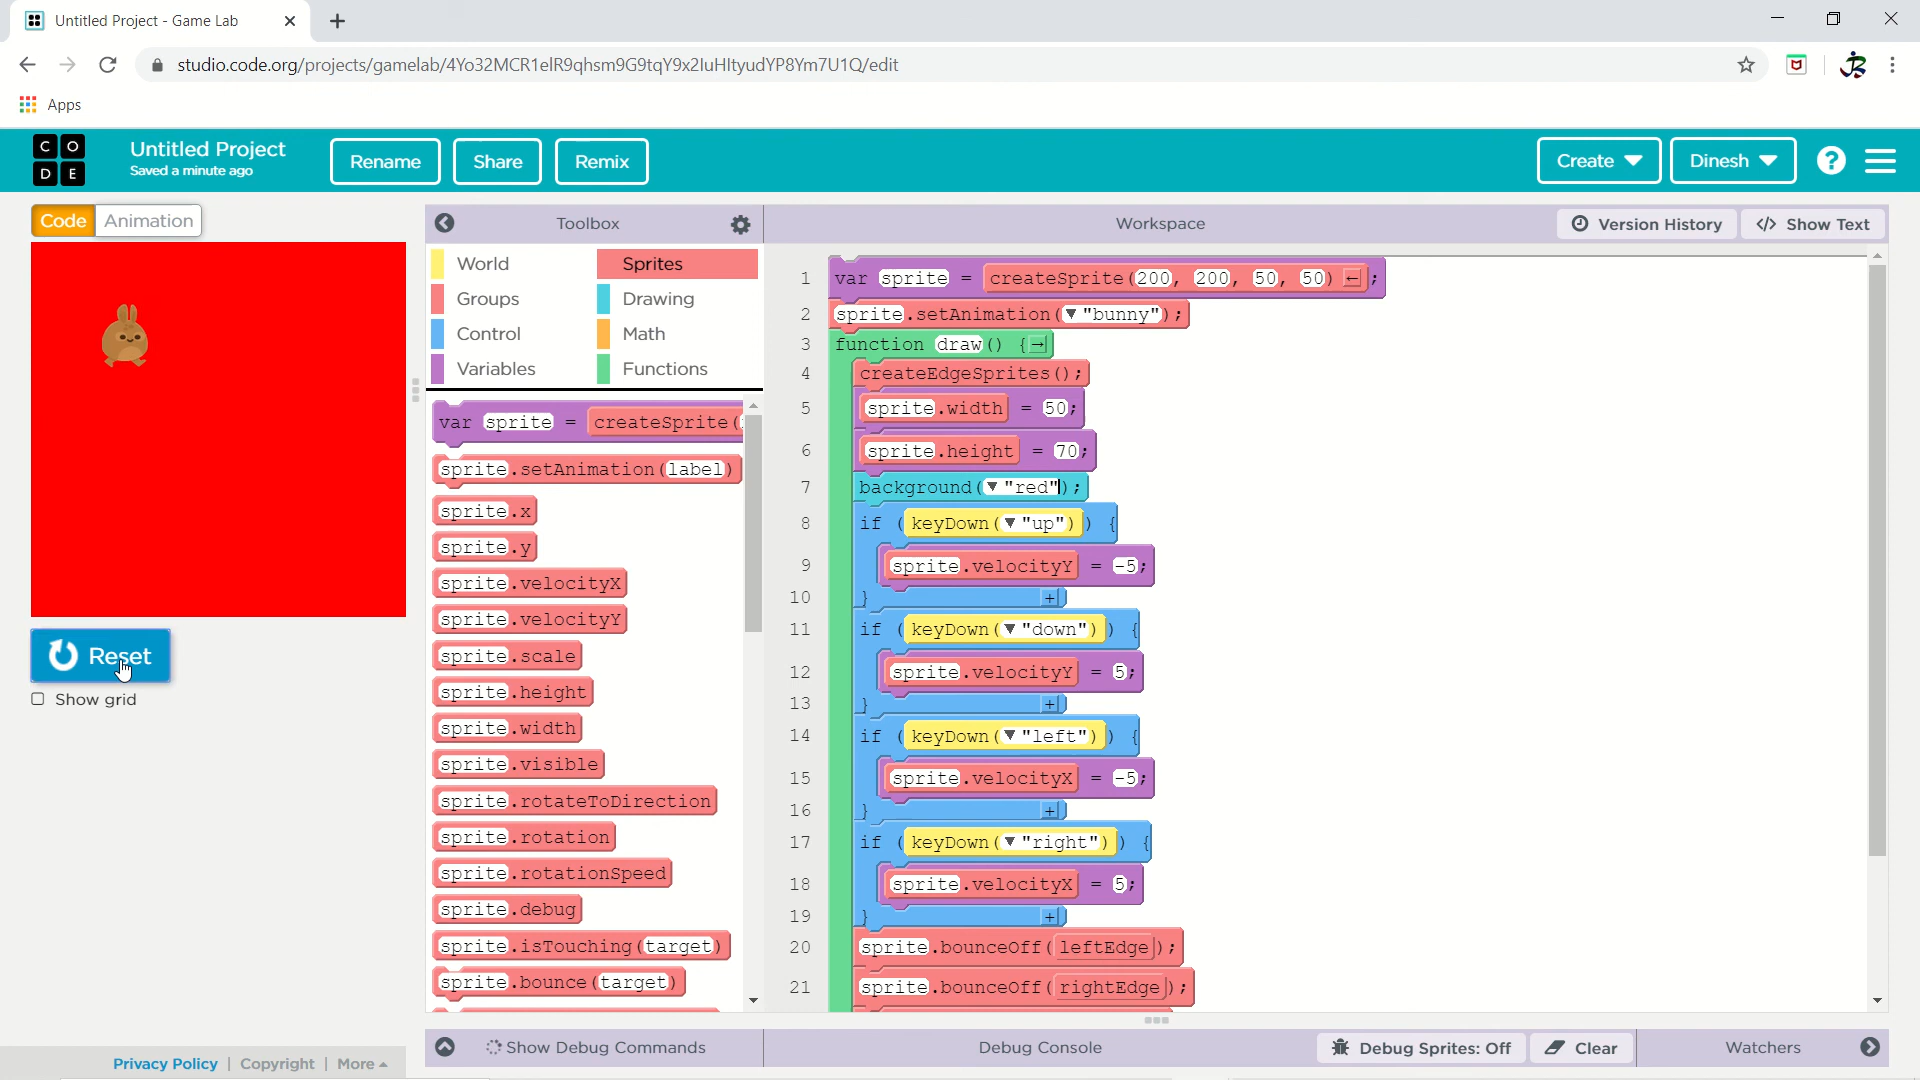 Untitled Project - Game Lab
studio.code.org/projects/gamelab/4Yo32MCR1elR9qhsm9G9tqY9x2luHltyudYP8Ym7U1Q/edit
Apps
C O D E
Untitled Project
Saved a minute ago
Rename
Share
Remix
Create
Dinesh
?
Code
Animation
Toolbox
Workspace
Version History
</> Show Text
World
Sprites
Groups
Drawing
Control
Math
Variables
Functions
var sprite = createSprite(
sprite.setAnimation(label)
sprite.x
sprite.y
sprite.velocityX
sprite.velocityY
sprite.scale
sprite.height
sprite.width
sprite.visible
sprite.rotateToDirection
sprite.rotation
sprite.rotationSpeed
sprite.debug
sprite.isTouching(target)
sprite.bounce(target)
1 var sprite = createSprite(200, 200, 50, 50) ← ;
2 sprite.setAnimation(▼ "bunny");
3 function draw() { →
4 createEdgeSprites();
5 sprite.width = 50;
6 sprite.height = 70;
7 background(▼ "red");
8 if (keyDown(▼ "up")) {
9 sprite.velocityY = -5;
10 } +
11 if (keyDown(▼ "down")) {
12 sprite.velocityY = 5;
13 } +
14 if (keyDown(▼ "left")) {
15 sprite.velocityX = -5;
16 } +
17 if (keyDown(▼ "right")) {
18 sprite.velocityX = 5;
19 } +
20 sprite.bounceOff(leftEdge);
21 sprite.bounceOff(rightEdge);
Reset
Show grid
Privacy Policy | Copyright | More
Show Debug Commands
Debug Console
Debug Sprites: Off
Clear
Watchers